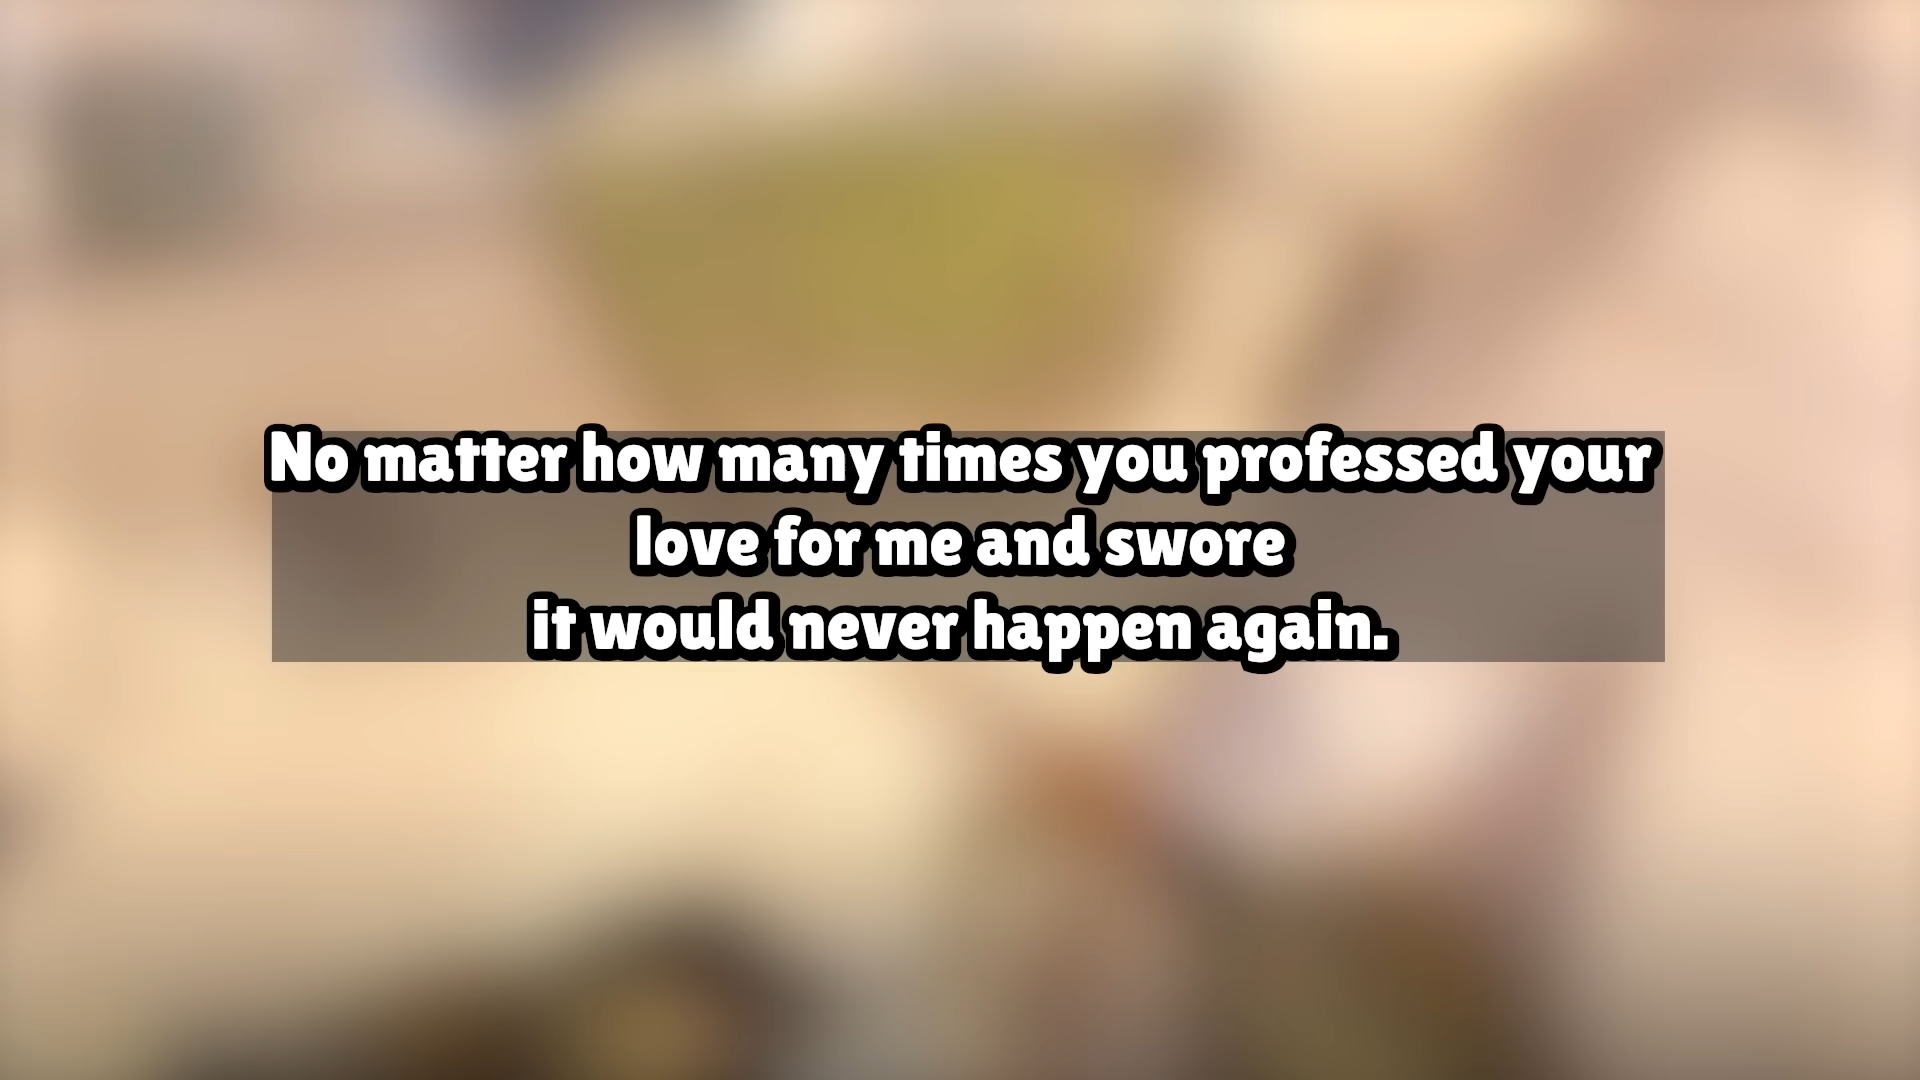 No matter how many times you professed your
love for me and swore
it would never happen again.